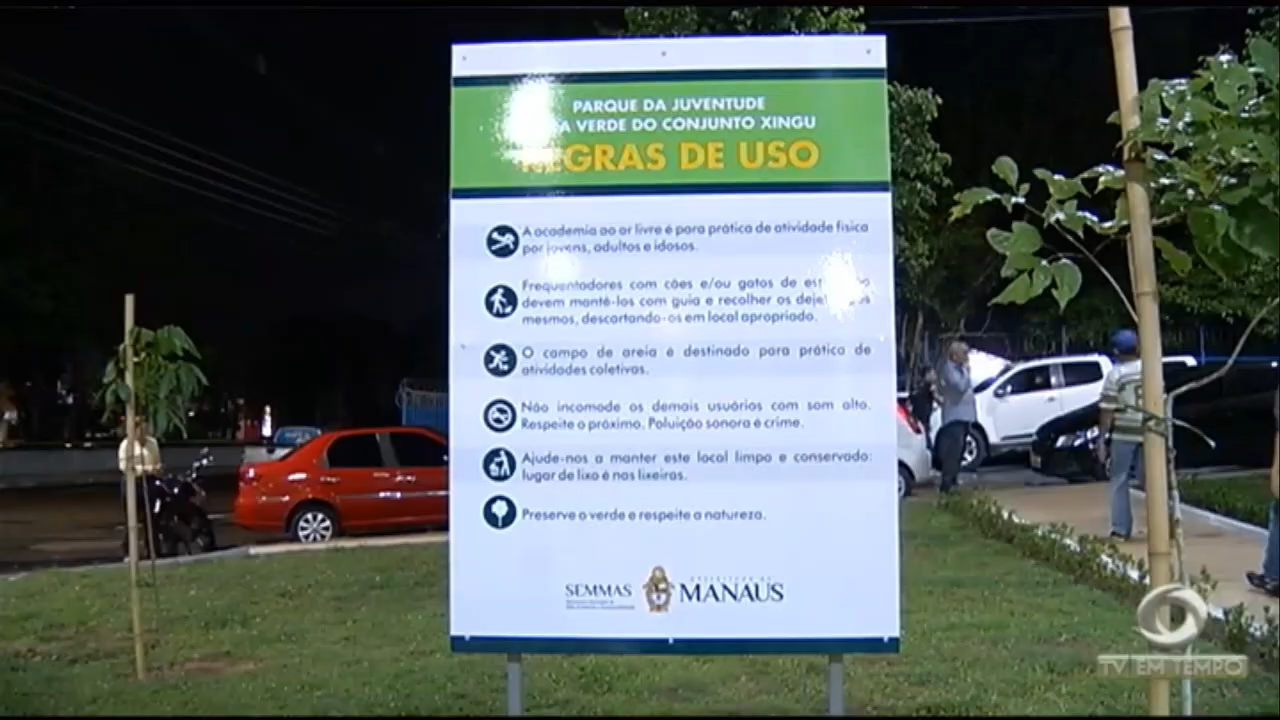 PARQUE DA JUVENTUDE
A VERDE DO CONJUNTO XINGU
REGRAS DE USO
A academia ao ar livre é para prática de atividade física
por jovens, adultos e idosos.
Frequentadores com cães e/ou gatos de
devem mantê-los com guia e recolher os
mesmos, descartando-os em local apropriado.
O campo de areia é destinado para prática de
atividades coletivas.
Não incomode os demais usuários com som alto.
Respeite o próximo. Poluição sonora é crime.
Ajude-nos a manter este local limpo e conservado:
lugar de lixo é nas lixeiras.
Preserve o verde e respeite a natureza.
SEMMAS
PREFEITURA DE
MANAUS
TV EM TEMPO